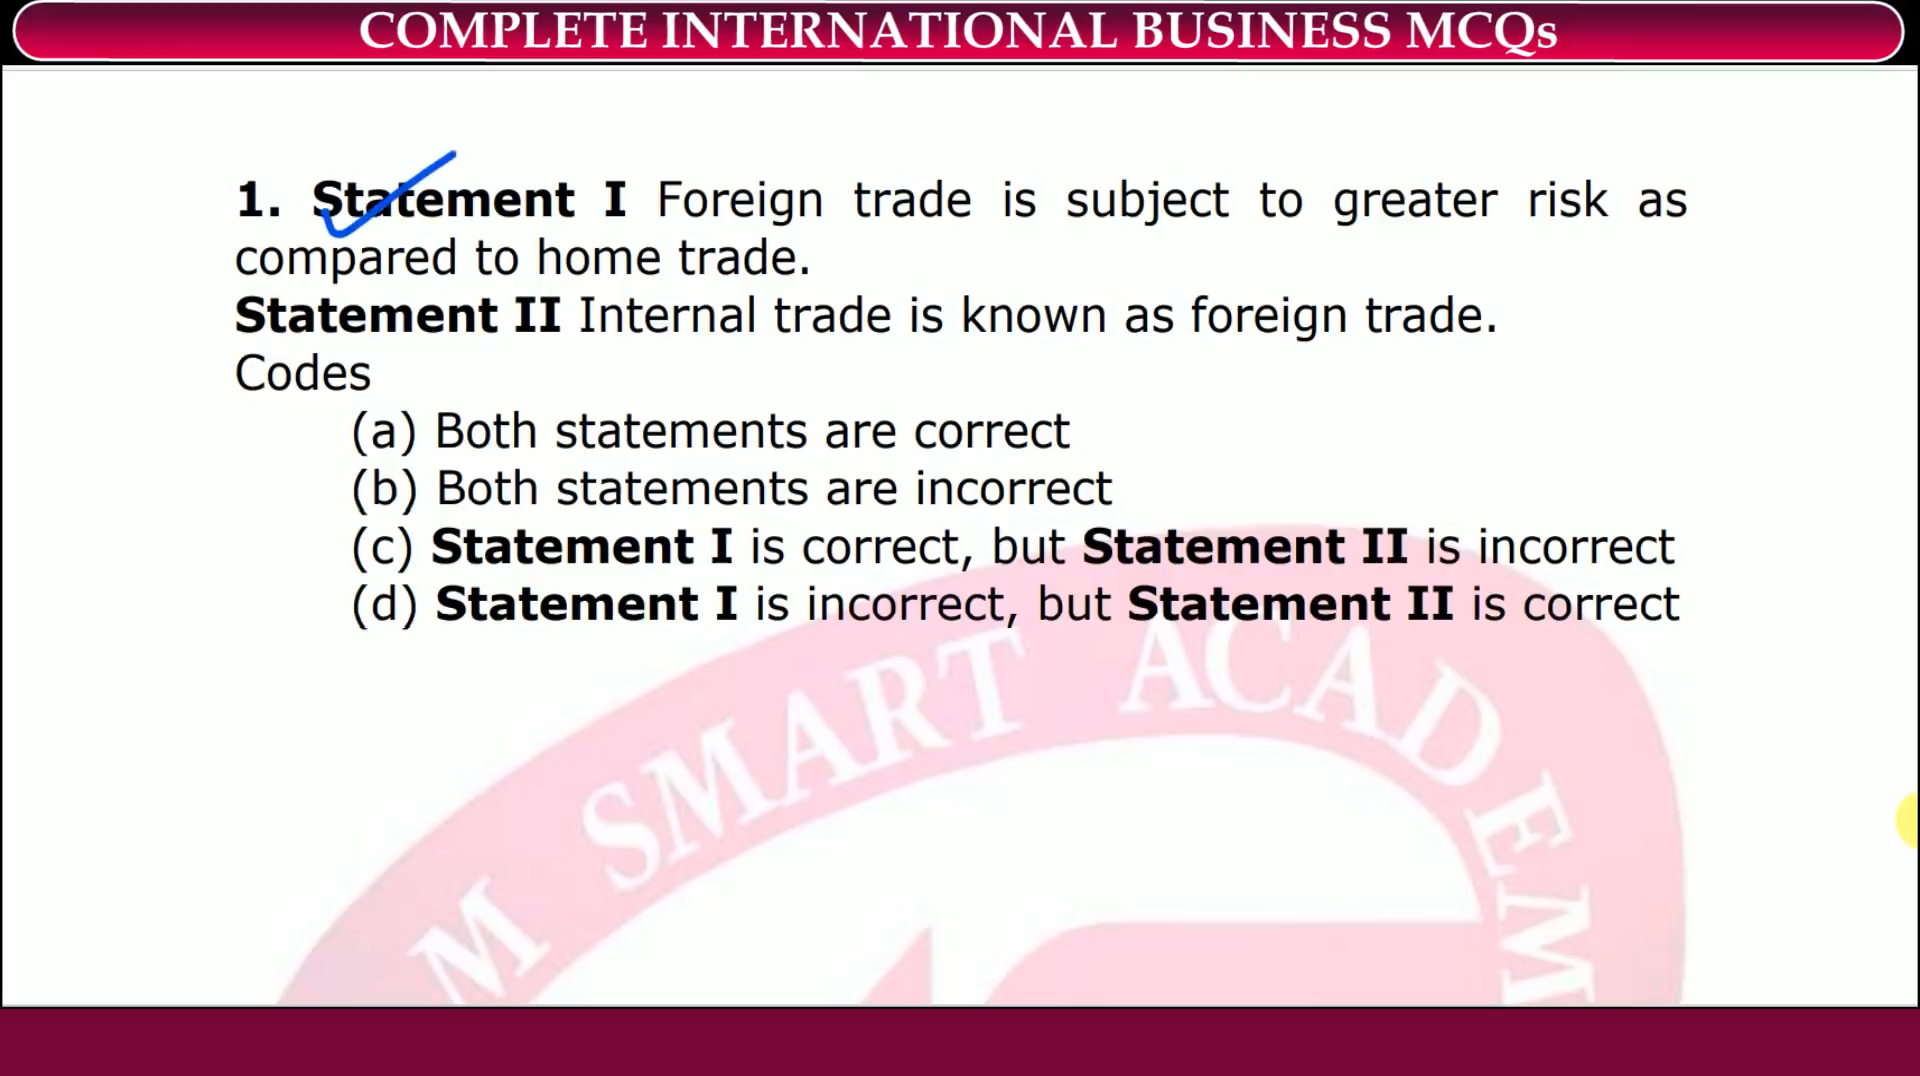 COMPLETE INTERNATIONAL BUSINESS MCQs
1. Statement I Foreign trade is subject to greater risk as
compared to home trade.
Statement II Internal trade is known as foreign trade.
Codes
(a) Both statements are correct
(b) Both statements are incorrect
(c) Statement I is correct, but Statement II is incorrect
(d) Statement I is incorrect, but Statement II is correct
M SMART ACADEM